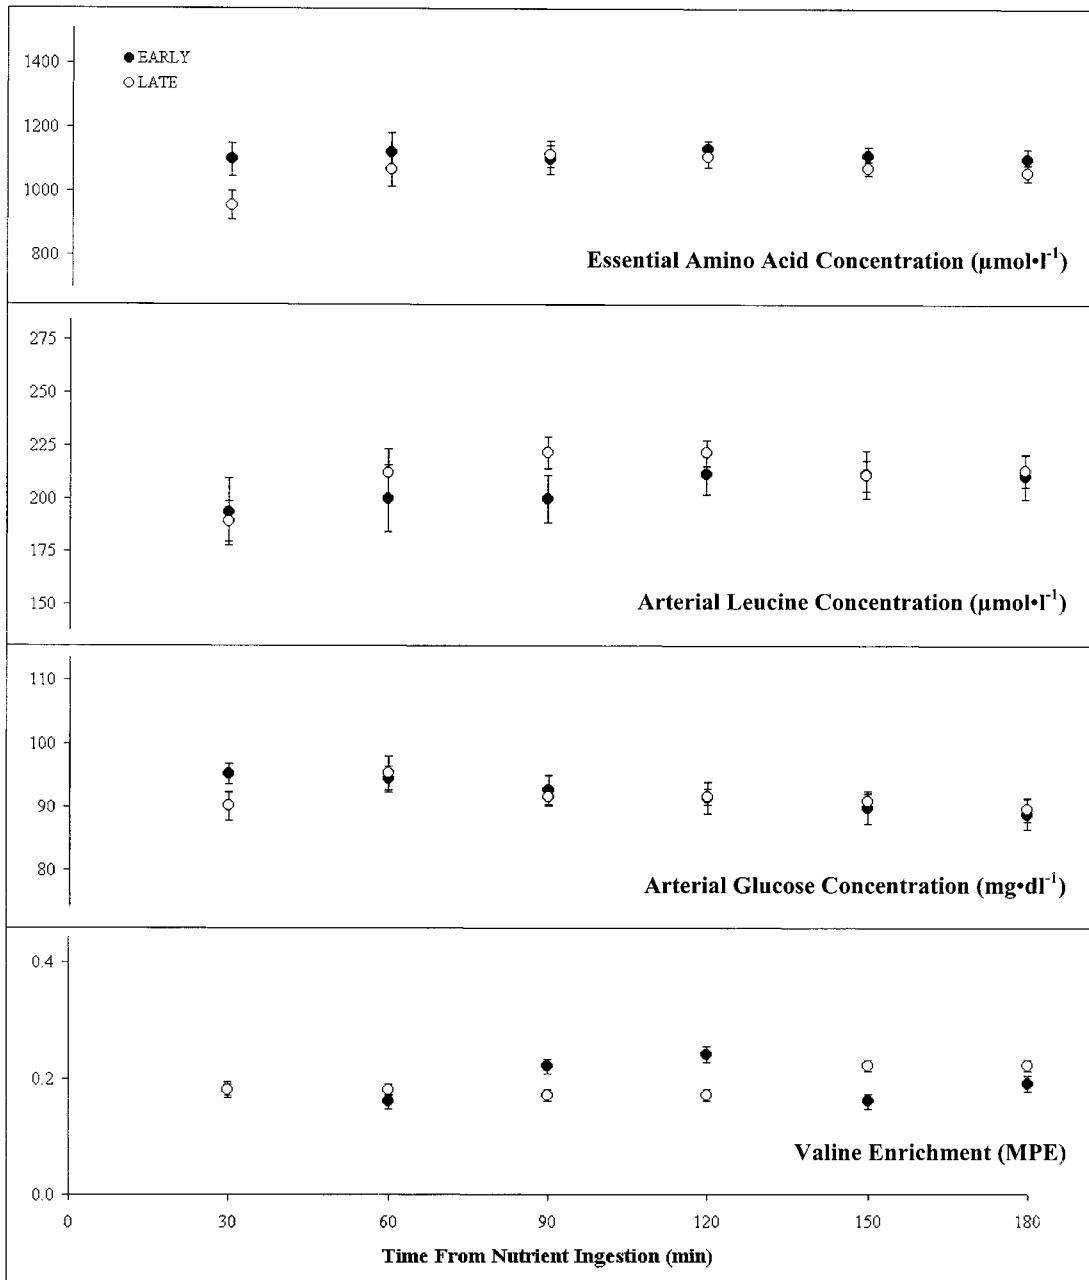 1400
EARLY
LATE
1200
1000
800
Essential Amino Acid Concentration (µmol•l⁻¹)
275
250
225
200
175
150
Arterial Leucine Concentration (µmol•l⁻¹)
110
100
90
80
Arterial Glucose Concentration (mg•dl⁻¹)
0.4
0.2
0.0
Valine Enrichment (MPE)
0 30 60 90 120 150 180
Time From Nutrient Ingestion (min)